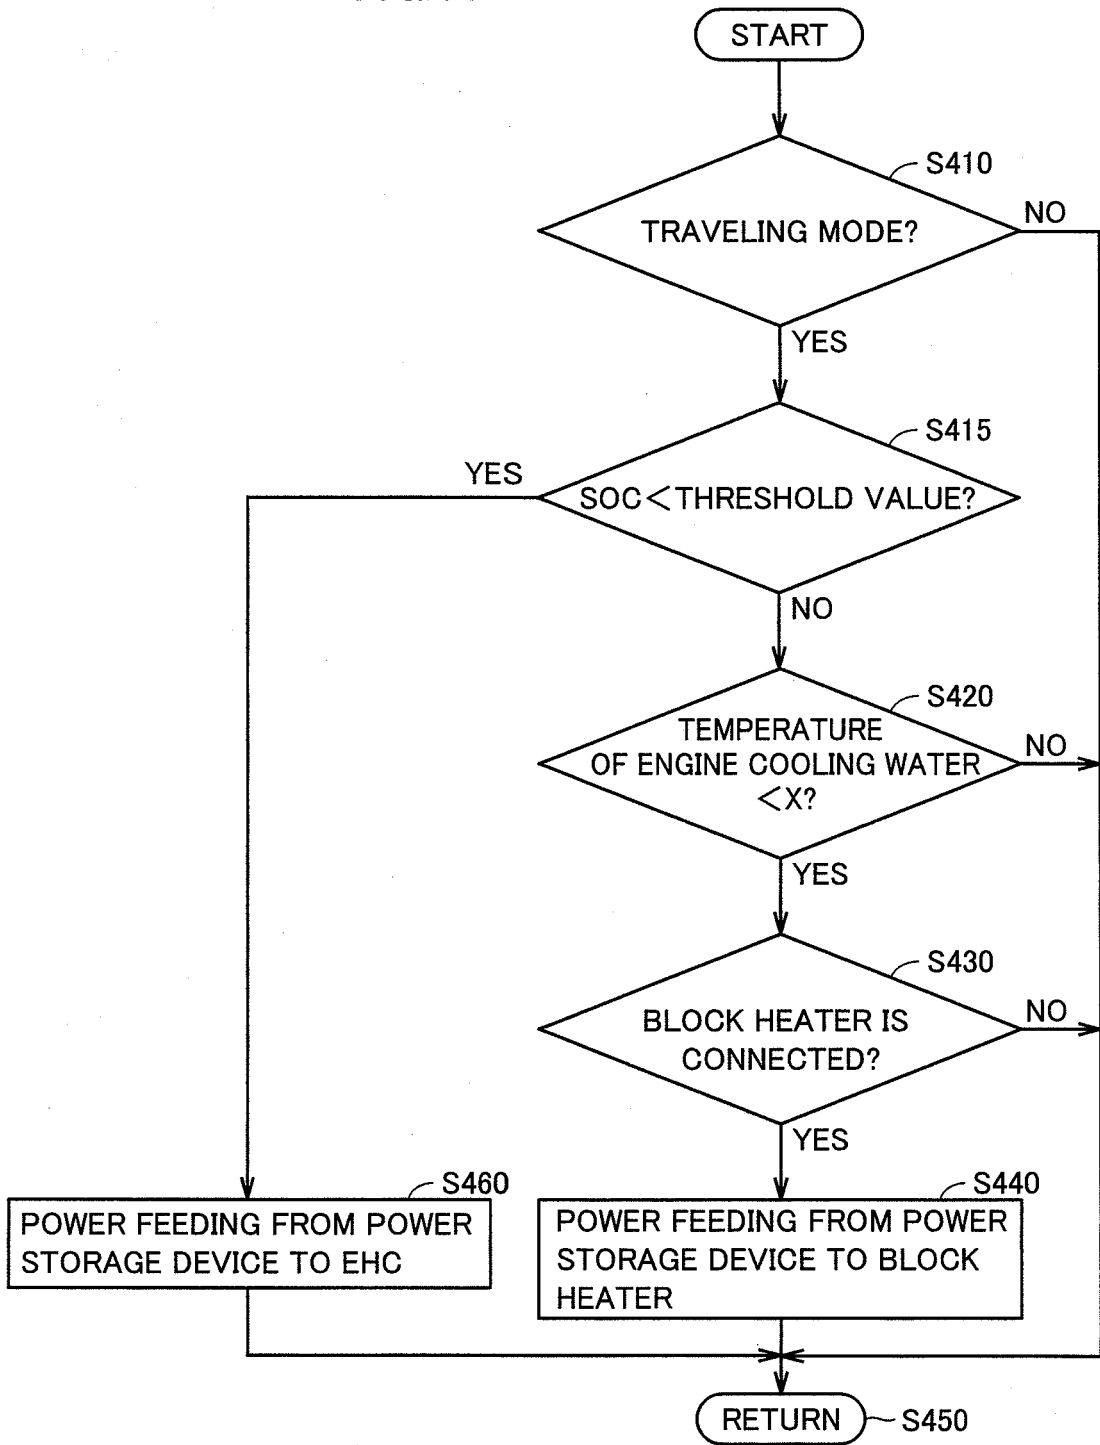 START
S410
TRAVELING MODE?
NO
YES
S415
YES
SOC<THRESHOLD VALUE?
NO
S420
TEMPERATURE
OF ENGINE COOLING WATER
<X?
NO
YES
S430
BLOCK HEATER IS
CONNECTED?
NO
YES
S460
POWER FEEDING FROM POWER
STORAGE DEVICE TO EHC
S440
POWER FEEDING FROM POWER
STORAGE DEVICE TO BLOCK
HEATER
RETURN
S450